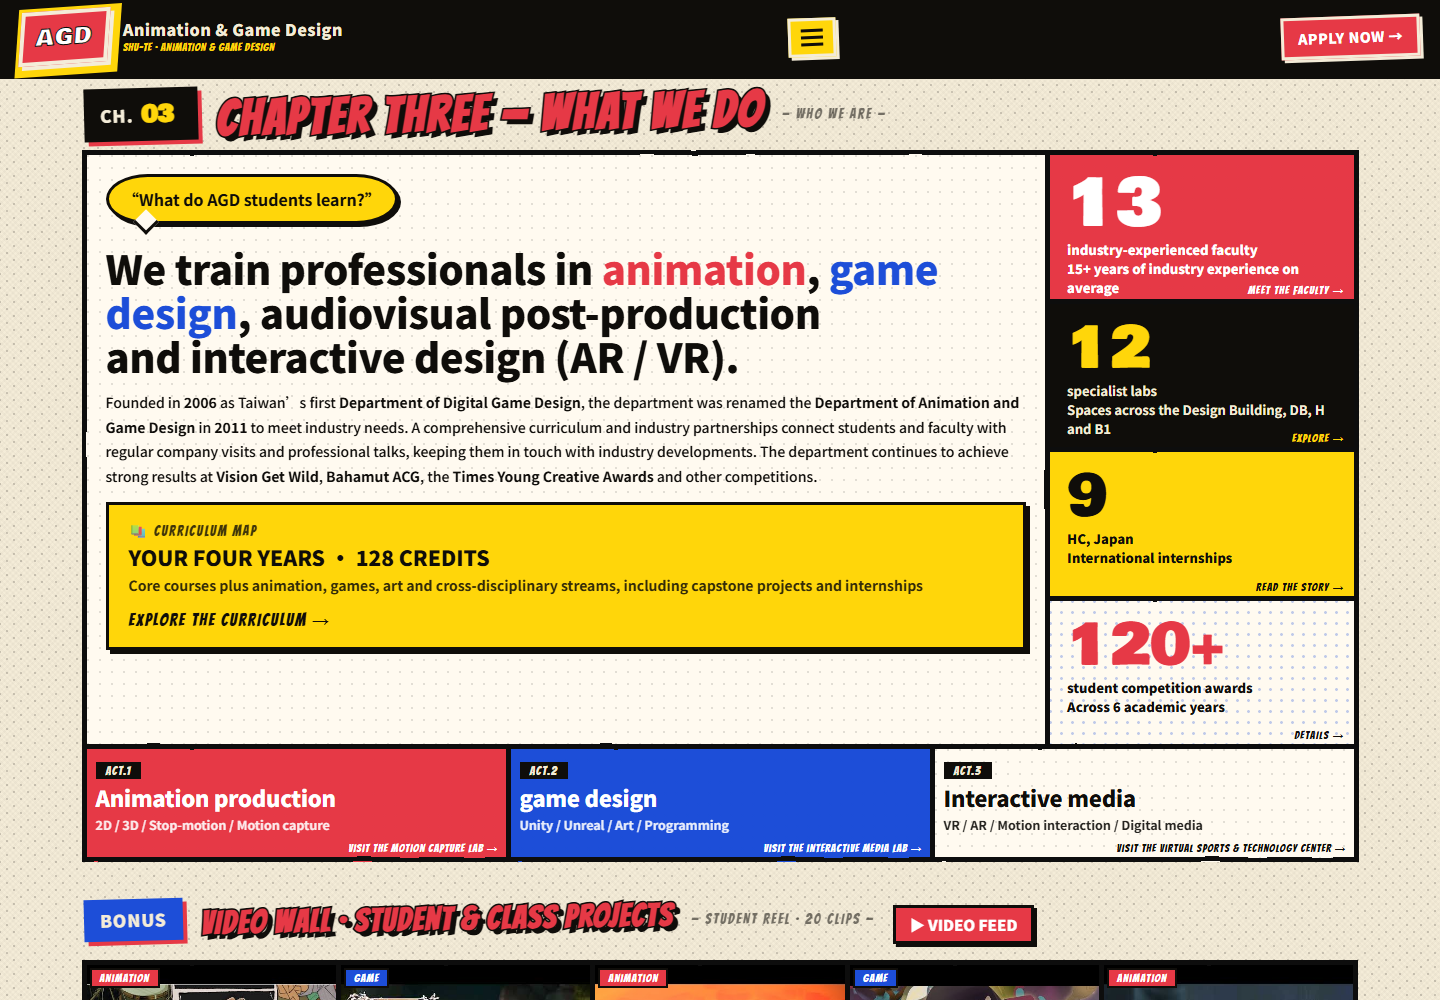 AGD
Animation & Game Design
SHU-TE · ANIMATION & GAME DESIGN
APPLY NOW →
CH. 03
CHAPTER THREE – WHAT WE DO
– WHO WE ARE –
“What do AGD students learn?”
We train professionals in animation, game
design, audiovisual post-production
and interactive design (AR / VR).
Founded in 2006 as Taiwan’s first Department of Digital Game Design, the department was renamed the Department of Animation and
Game Design in 2011 to meet industry needs. A comprehensive curriculum and industry partnerships connect students and faculty with
regular company visits and professional talks, keeping them in touch with industry developments. The department continues to achieve
strong results at Vision Get Wild, Bahamut ACG, the Times Young Creative Awards and other competitions.
CURRICULUM MAP
YOUR FOUR YEARS • 128 CREDITS
Core courses plus animation, games, art and cross-disciplinary streams, including capstone projects and internships
EXPLORE THE CURRICULUM →
13
industry-experienced faculty
15+ years of industry experience on
average
MEET THE FACULTY →
12
specialist labs
Spaces across the Design Building, DB, H
and B1
EXPLORE →
9
HC, Japan
International internships
READ THE STORY →
120+
student competition awards
Across 6 academic years
DETAILS →
ACT.1
Animation production
2D / 3D / Stop-motion / Motion capture
VISIT THE MOTION CAPTURE LAB →
ACT.2
game design
Unity / Unreal / Art / Programming
VISIT THE INTERACTIVE MEDIA LAB →
ACT.3
Interactive media
VR / AR / Motion interaction / Digital media
VISIT THE VIRTUAL SPORTS & TECHNOLOGY CENTER →
BONUS
VIDEO WALL • STUDENT & CLASS PROJECTS
– STUDENT REEL · 20 CLIPS –
▶ VIDEO FEED
ANIMATION
GAME
ANIMATION
GAME
ANIMATION